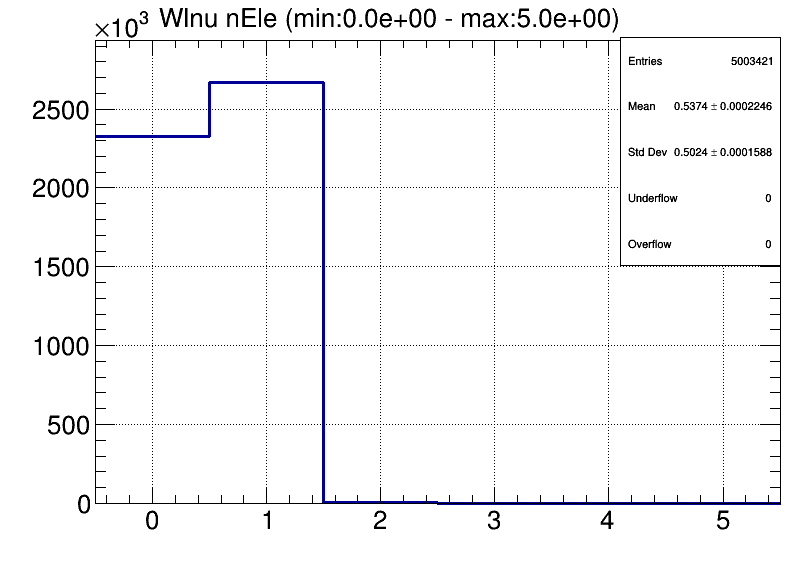 ×10³ Wlnu nEle (min:0.0e+00 - max:5.0e+00)
Entries 5003421
Mean 0.5374 ± 0.0002246
Std Dev 0.5024 ± 0.0001588
Underflow 0
Overflow 0
2500
2000
1500
1000
500
0
0 1 2 3 4 5